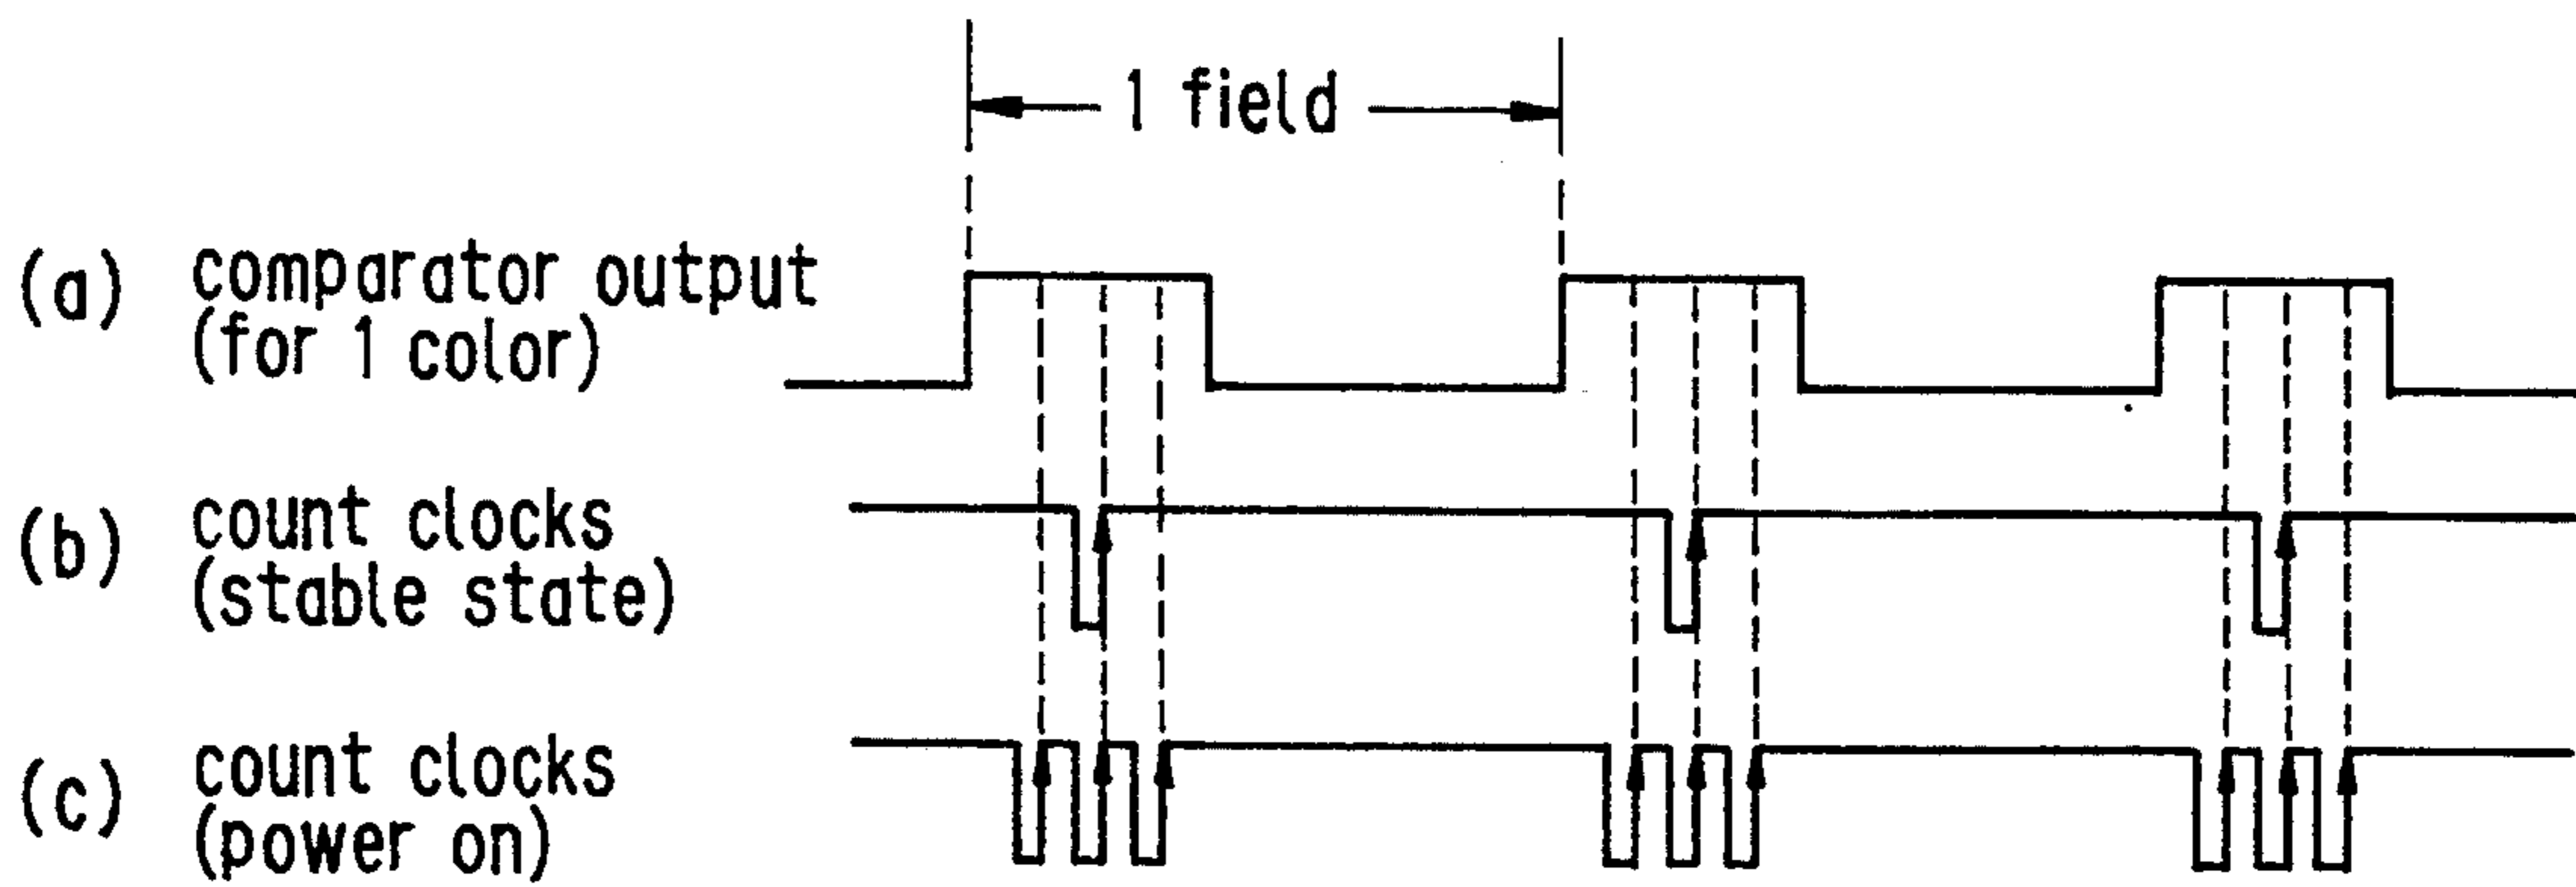 1 field
(a) comparator output
(for 1 color)
(b) count clocks
(stable state)
(c) count clocks
(power on)